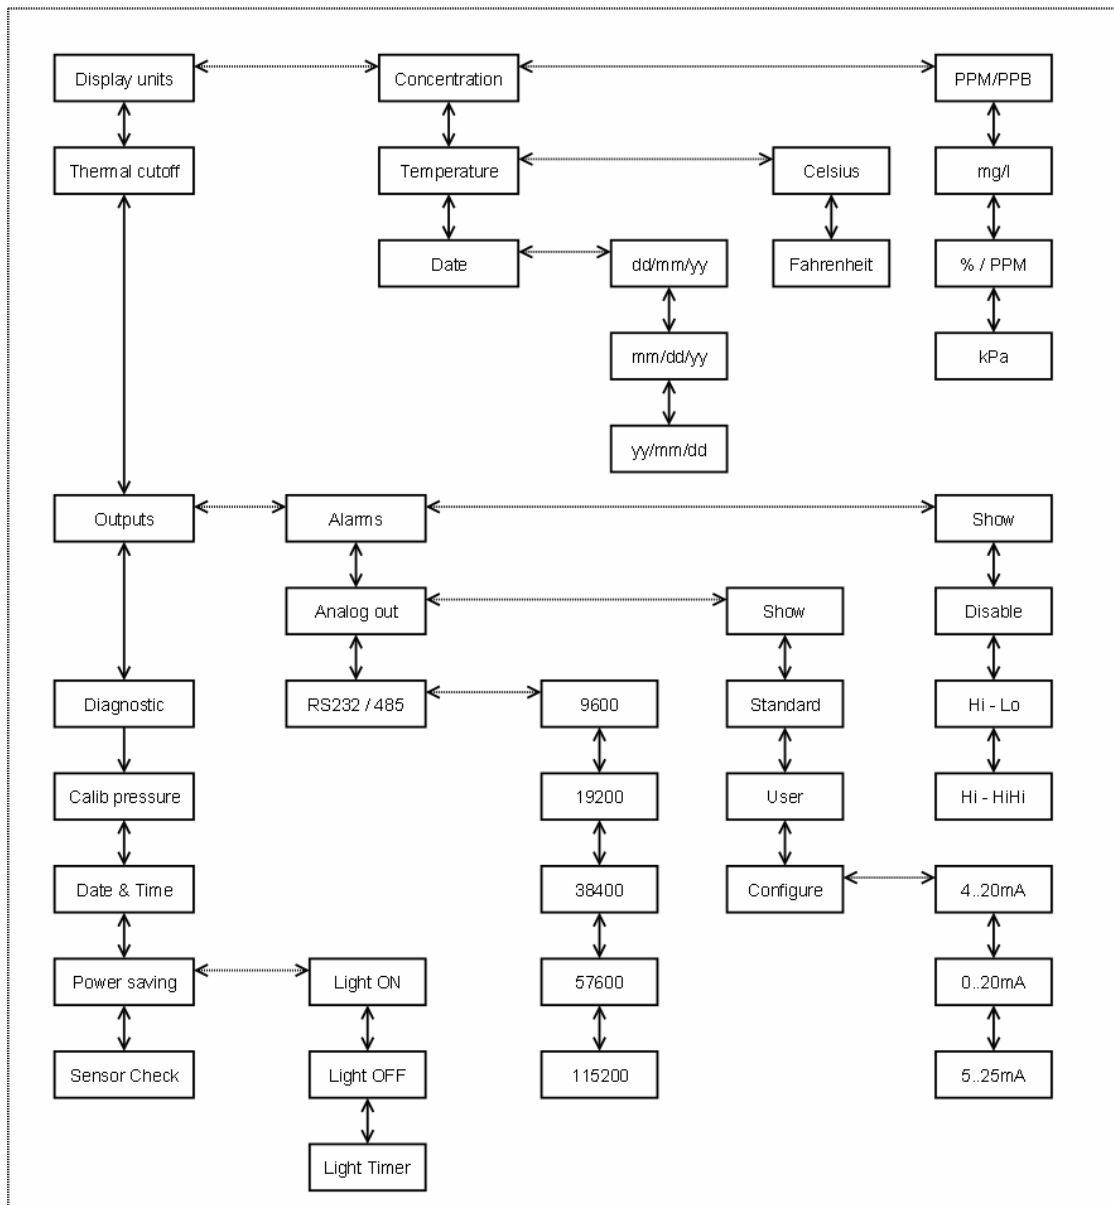 Display units
Concentration
PPM/PPB
Thermal cutoff
Temperature
Celsius
mg/l
Date
dd/mm/yy
Fahrenheit
% / PPM
mm/dd/yy
kPa
yy/mm/dd
Outputs
Alarms
Show
Analog out
Show
Disable
Diagnostic
RS232 / 485
9600
Standard
Hi - Lo
Calib pressure
19200
User
Hi - HiHi
Date & Time
38400
Configure
4..20mA
Power saving
Light ON
57600
0..20mA
Sensor Check
Light OFF
115200
5..25mA
Light Timer